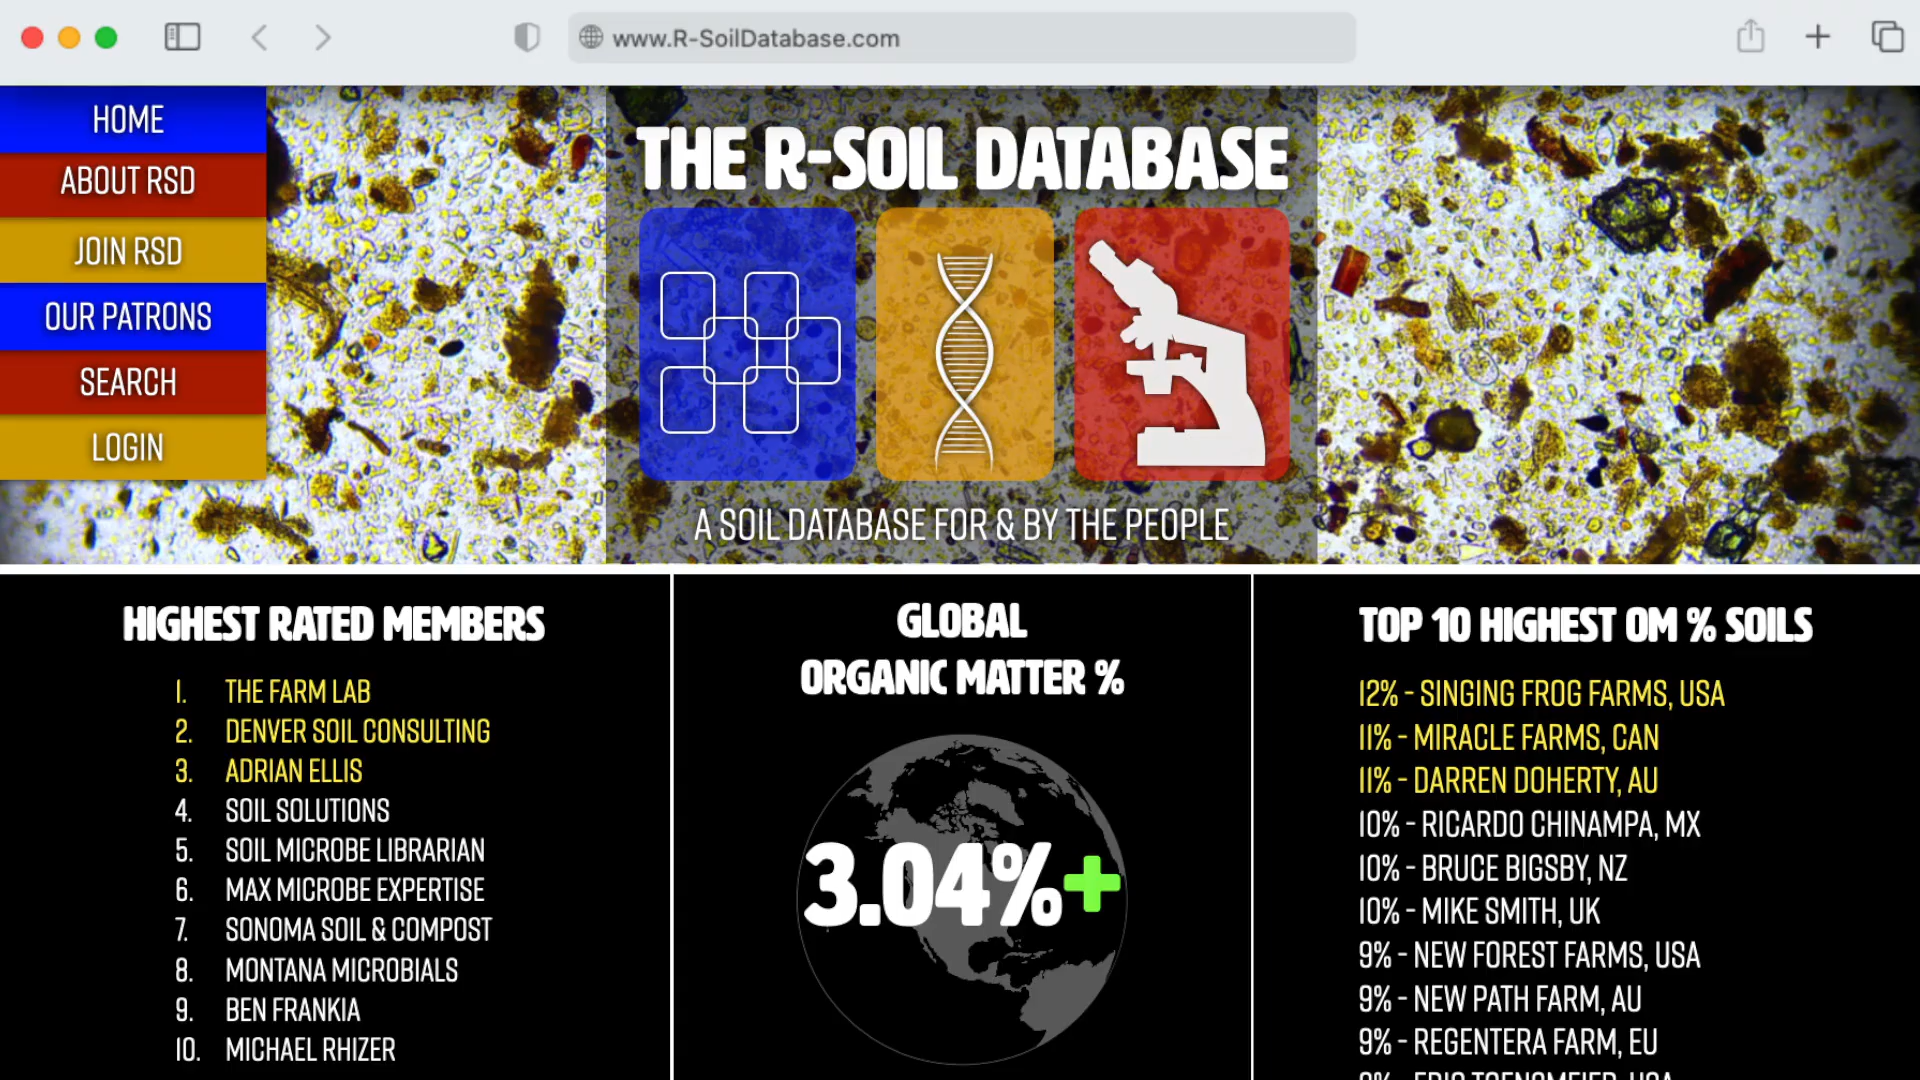 www.R-SoilDatabase.com
HOME
ABOUT RSD
JOIN RSD
OUR PATRONS
SEARCH
LOGIN
THE R-SOIL DATABASE
A SOIL DATABASE FOR & BY THE PEOPLE
HIGHEST RATED MEMBERS
1. THE FARM LAB
2. DENVER SOIL CONSULTING
3. ADRIAN ELLIS
4. SOIL SOLUTIONS
5. SOIL MICROBE LIBRARIAN
6. MAX MICROBE EXPERTISE
7. SONOMA SOIL & COMPOST
8. MONTANA MICROBIALS
9. BEN FRANKIA
10. MICHAEL RHIZER
GLOBAL
ORGANIC MATTER %
3.04%+
TOP 10 HIGHEST OM % SOILS
12% - SINGING FROG FARMS, USA
11% - MIRACLE FARMS, CAN
11% - DARREN DOHERTY, AU
10% - RICARDO CHINAMPA, MX
10% - BRUCE BIGSBY, NZ
10% - MIKE SMITH, UK
9% - NEW FOREST FARMS, USA
9% - NEW PATH FARM, AU
9% - REGENTERA FARM, EU